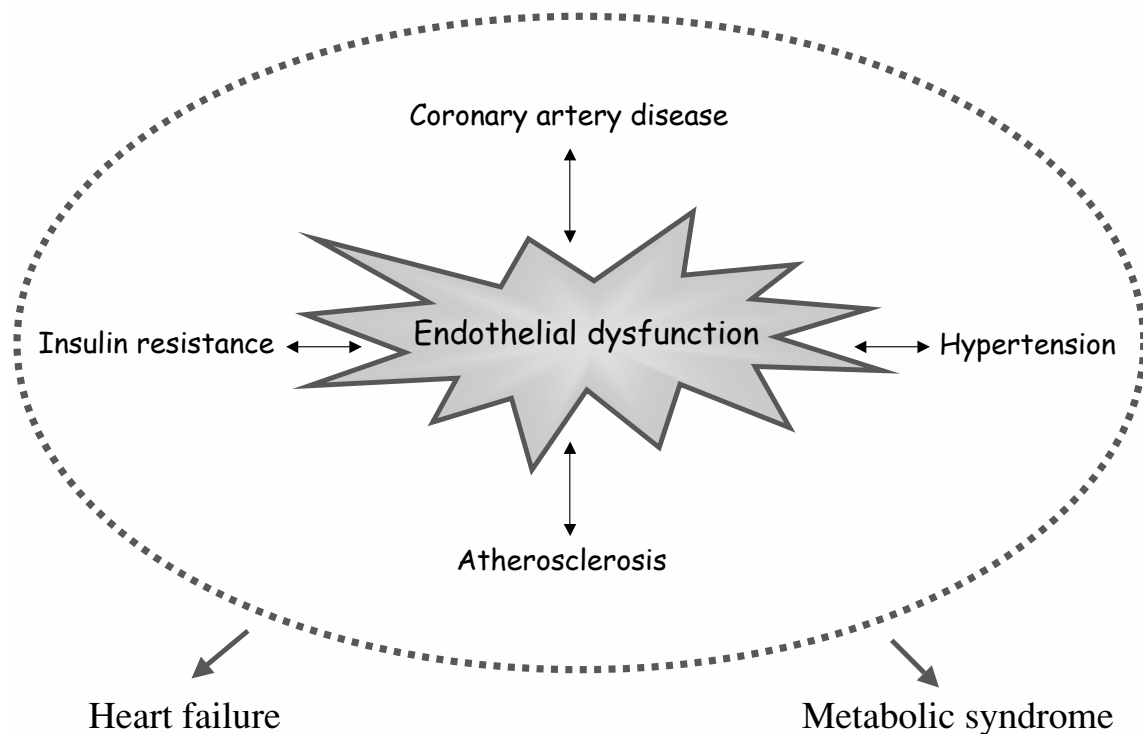 Coronary artery disease
Endothelial dysfunction
Insulin resistance
Hypertension
Atherosclerosis
Heart failure
Metabolic syndrome